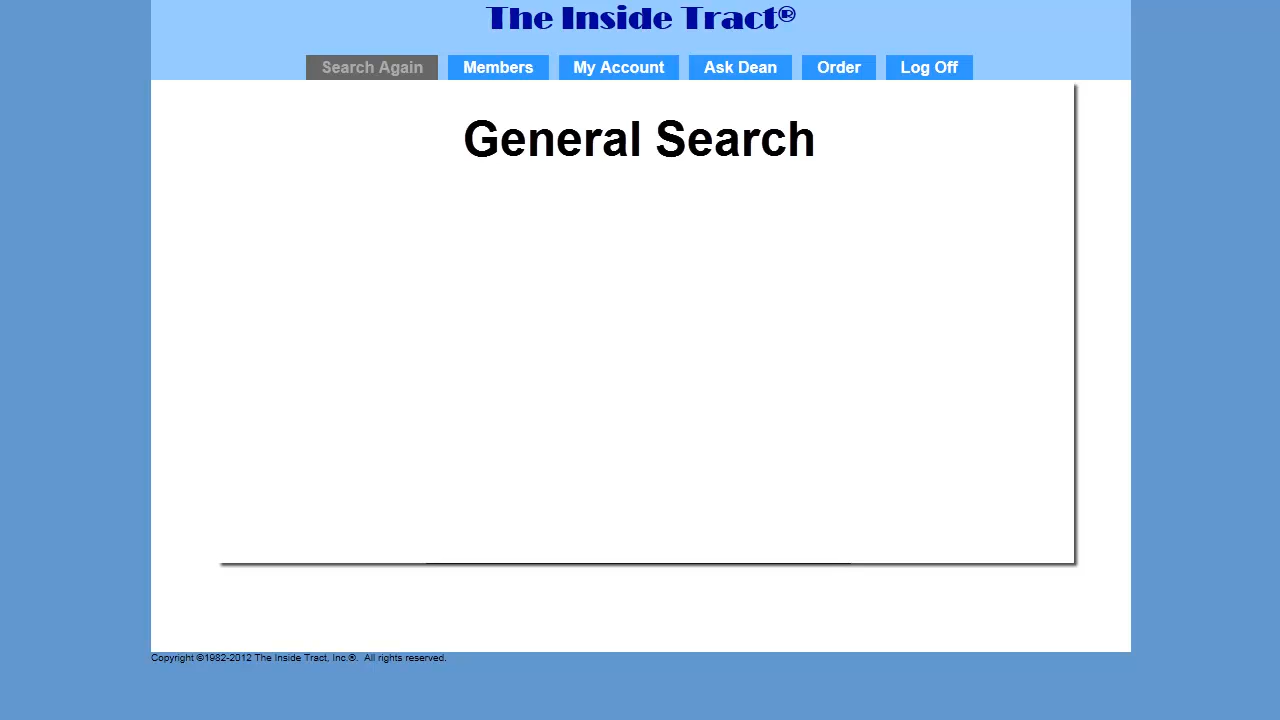 The Inside Tract®
Search Again Members My Account Ask Dean Order Log Off
General Search
Copyright ©1982-2012 The Inside Tract, Inc.®. All rights reserved.